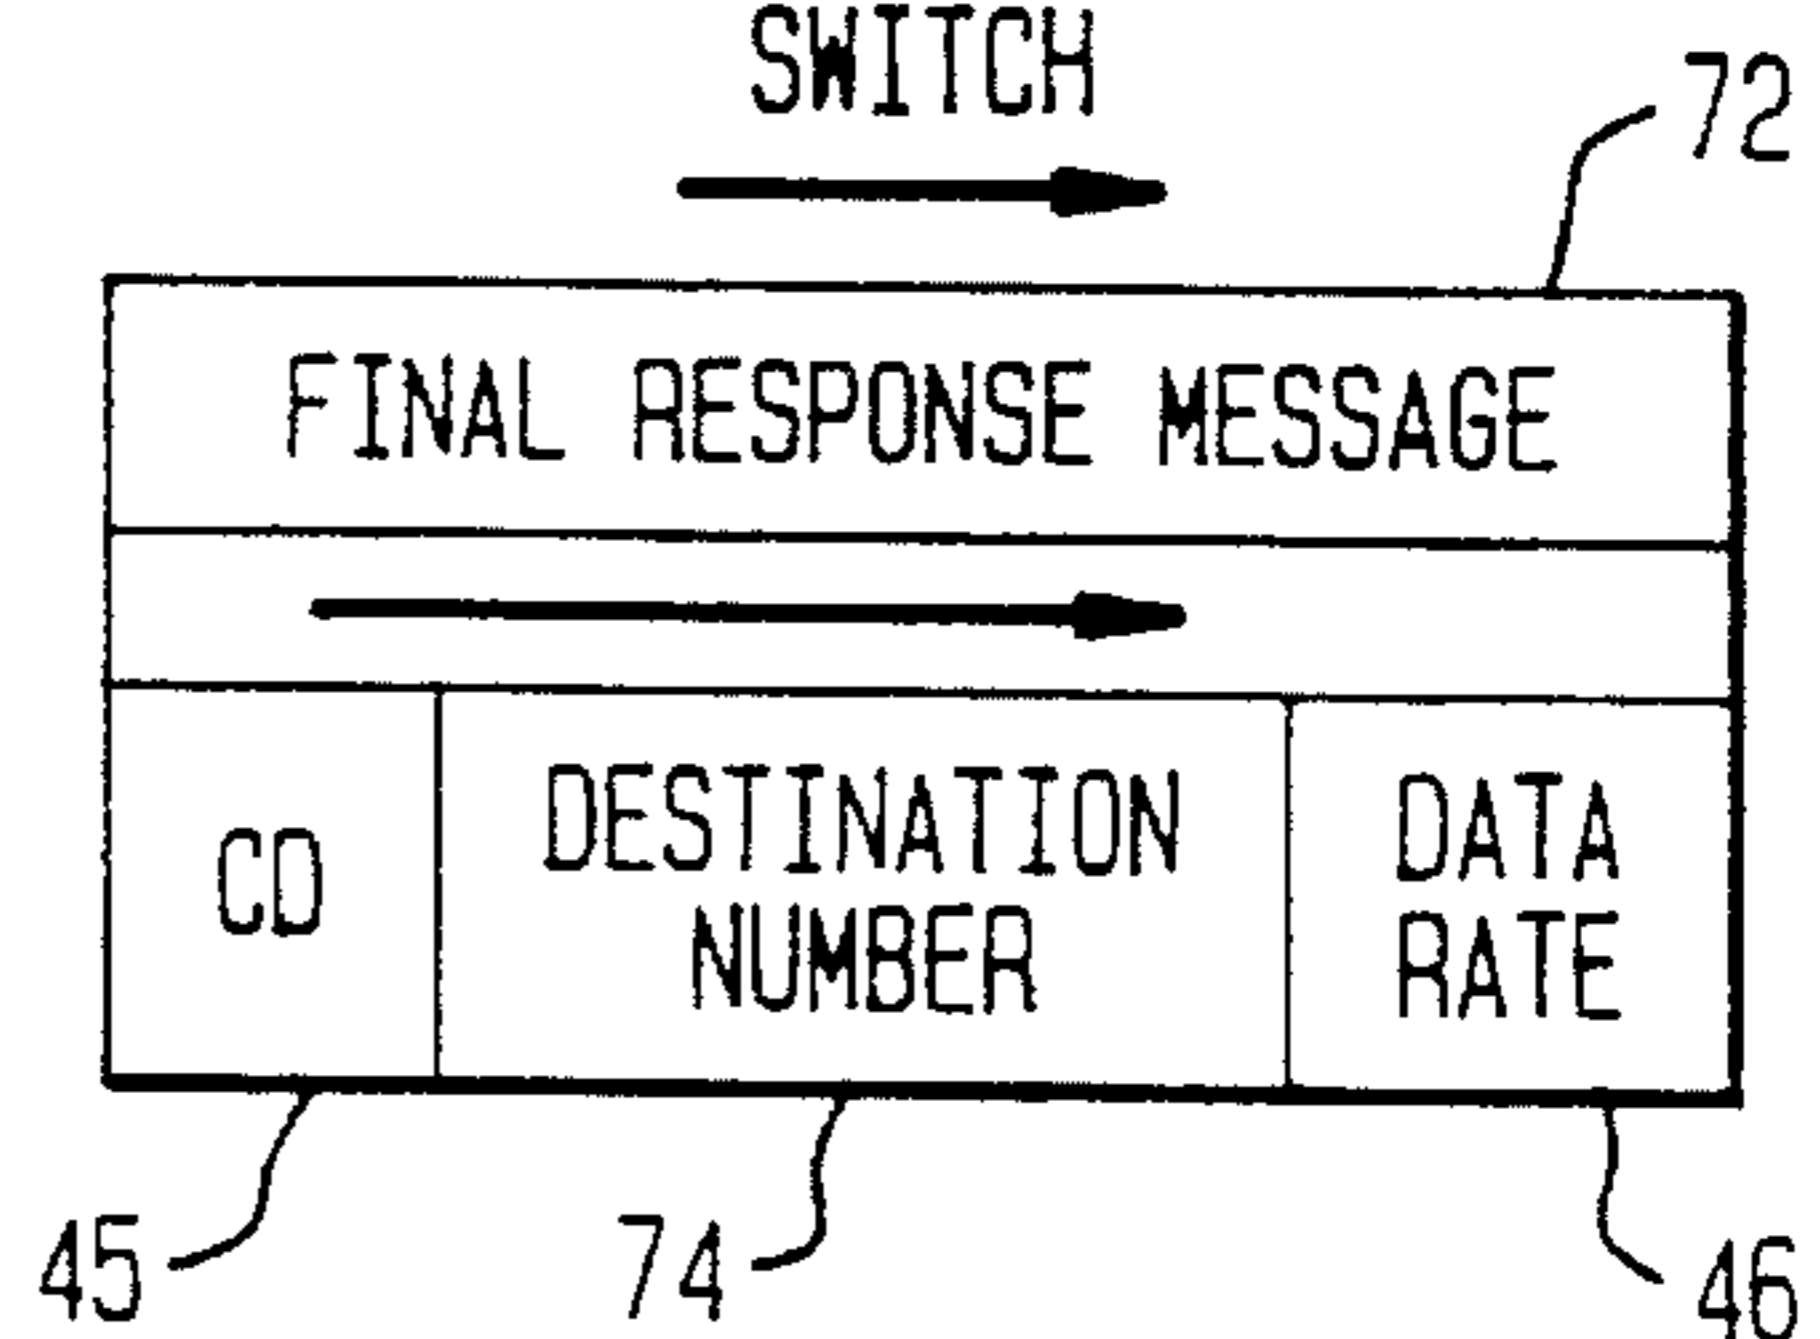 SWITCH
72
FINAL RESPONSE MESSAGE
CD
DESTINATION
NUMBER
DATA
RATE
45
74
46